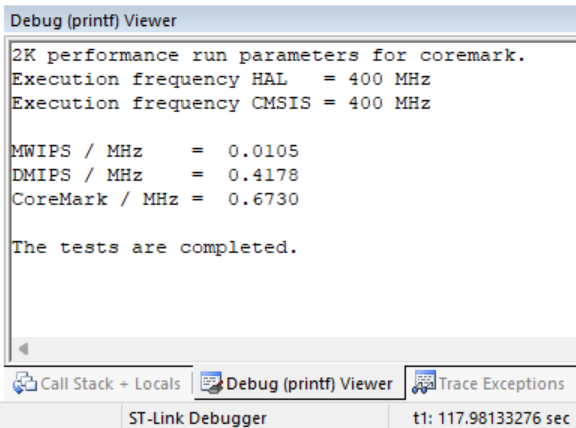 Debug (printf) Viewer
2K performance run parameters for coremark.
Execution frequency HAL   = 400 MHz
Execution frequency CMSIS = 400 MHz
MWIPS / MHz    =  0.0105
DMIPS / MHz    =  0.4178
CoreMark / MHz =  0.6730
The tests are completed.
Call Stack + Locals Debug (printf) Viewer Trace Exceptions
ST-Link Debugger t1: 117.98133276 sec